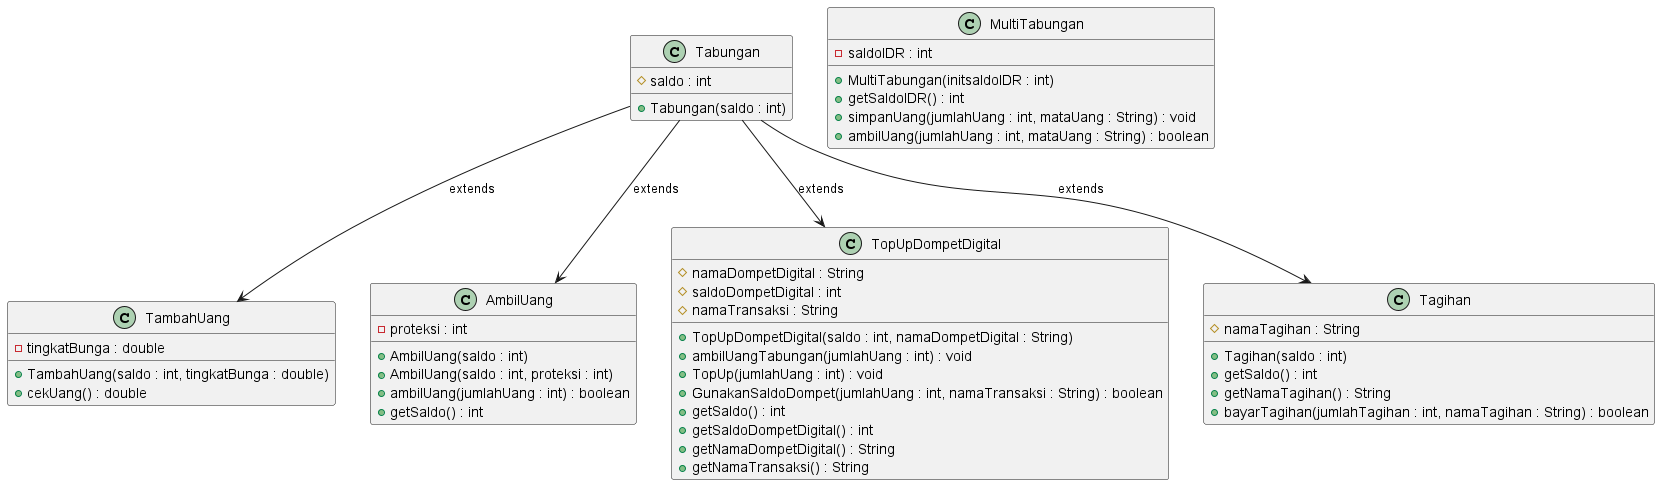 C Tabungan
saldo : int
Tabungan(saldo : int)
C MultiTabungan
saldoIDR : int
MultiTabungan(initsaldoIDR : int)
getSaldoIDR() : int
simpanUang(jumlahUang : int, mataUang : String) : void
ambilUang(jumlahUang : int, mataUang : String) : boolean
extends
extends
extends
extends
C TambahUang
tingkatBunga : double
TambahUang(saldo : int, tingkatBunga : double)
cekUang() : double
C AmbilUang
proteksi : int
AmbilUang(saldo : int)
AmbilUang(saldo : int, proteksi : int)
ambilUang(jumlahUang : int) : boolean
getSaldo() : int
C TopUpDompetDigital
namaDompetDigital : String
saldoDompetDigital : int
namaTransaksi : String
TopUpDompetDigital(saldo : int, namaDompetDigital : String)
ambilUangTabungan(jumlahUang : int) : void
TopUp(jumlahUang : int) : void
GunakanSaldoDompet(jumlahUang : int, namaTransaksi : String) : boolean
getSaldo() : int
getSaldoDompetDigital() : int
getNamaDompetDigital() : String
getNamaTransaksi() : String
C Tagihan
namaTagihan : String
Tagihan(saldo : int)
getSaldo() : int
getNamaTagihan() : String
bayarTagihan(jumlahTagihan : int, namaTagihan : String) : boolean